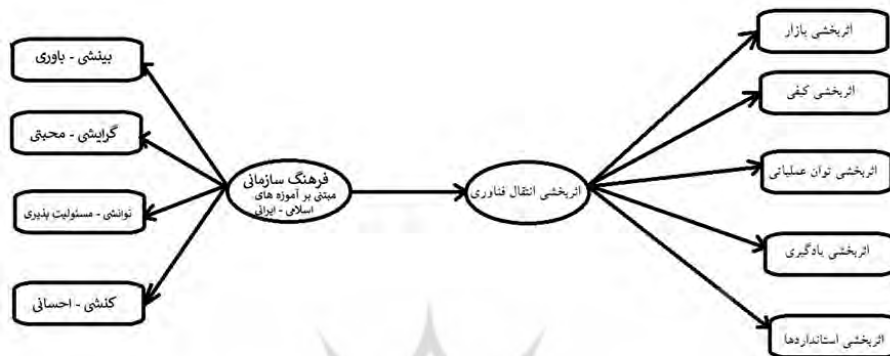 اثربخشی بازار
اثربخشی کیفی
اثربخشی توان عملیاتی
اثربخشی یادگیری
اثربخشی استانداردها
اثربخشی انتقال فناوری
فرهنگ سازمانی
مبتنی بر آموزه های
اسلامی - ایرانی
بینشی - باوری
گرایشی - محبتی
توانشی - مسئولیت پذیری
کنشی - احسانی